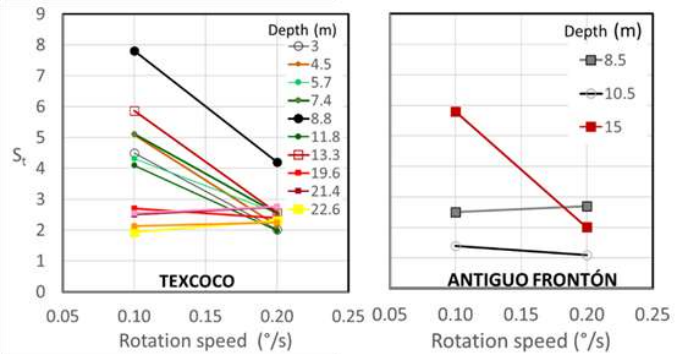 9
8
7
6
5
4
3
2
1
0
St
0.05 0.10 0.15 0.20 0.25
Rotation speed (°/s)
TEXCOCO
Depth (m)
3
4.5
5.7
7.4
8.8
11.8
13.3
19.6
21.4
22.6
Depth (m)
8.5
10.5
15
ANTIGUO FRONTÓN
0.05 0.10 0.15 0.20 0.25
Rotation speed (°/s)